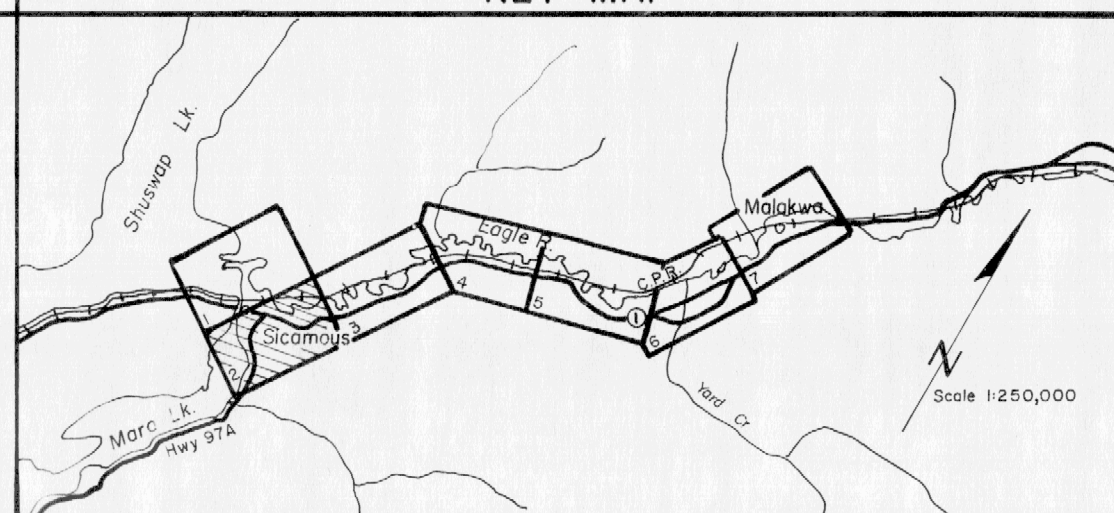 KEY MAP
Shuswap Lk.
Eagle R.
Malakwa
C.P.R.
1
Sicamous
3
4
5
1
7
6
2
Mara Lk.
Hwy 97A
Yard Cr
N
Scale 1:250,000